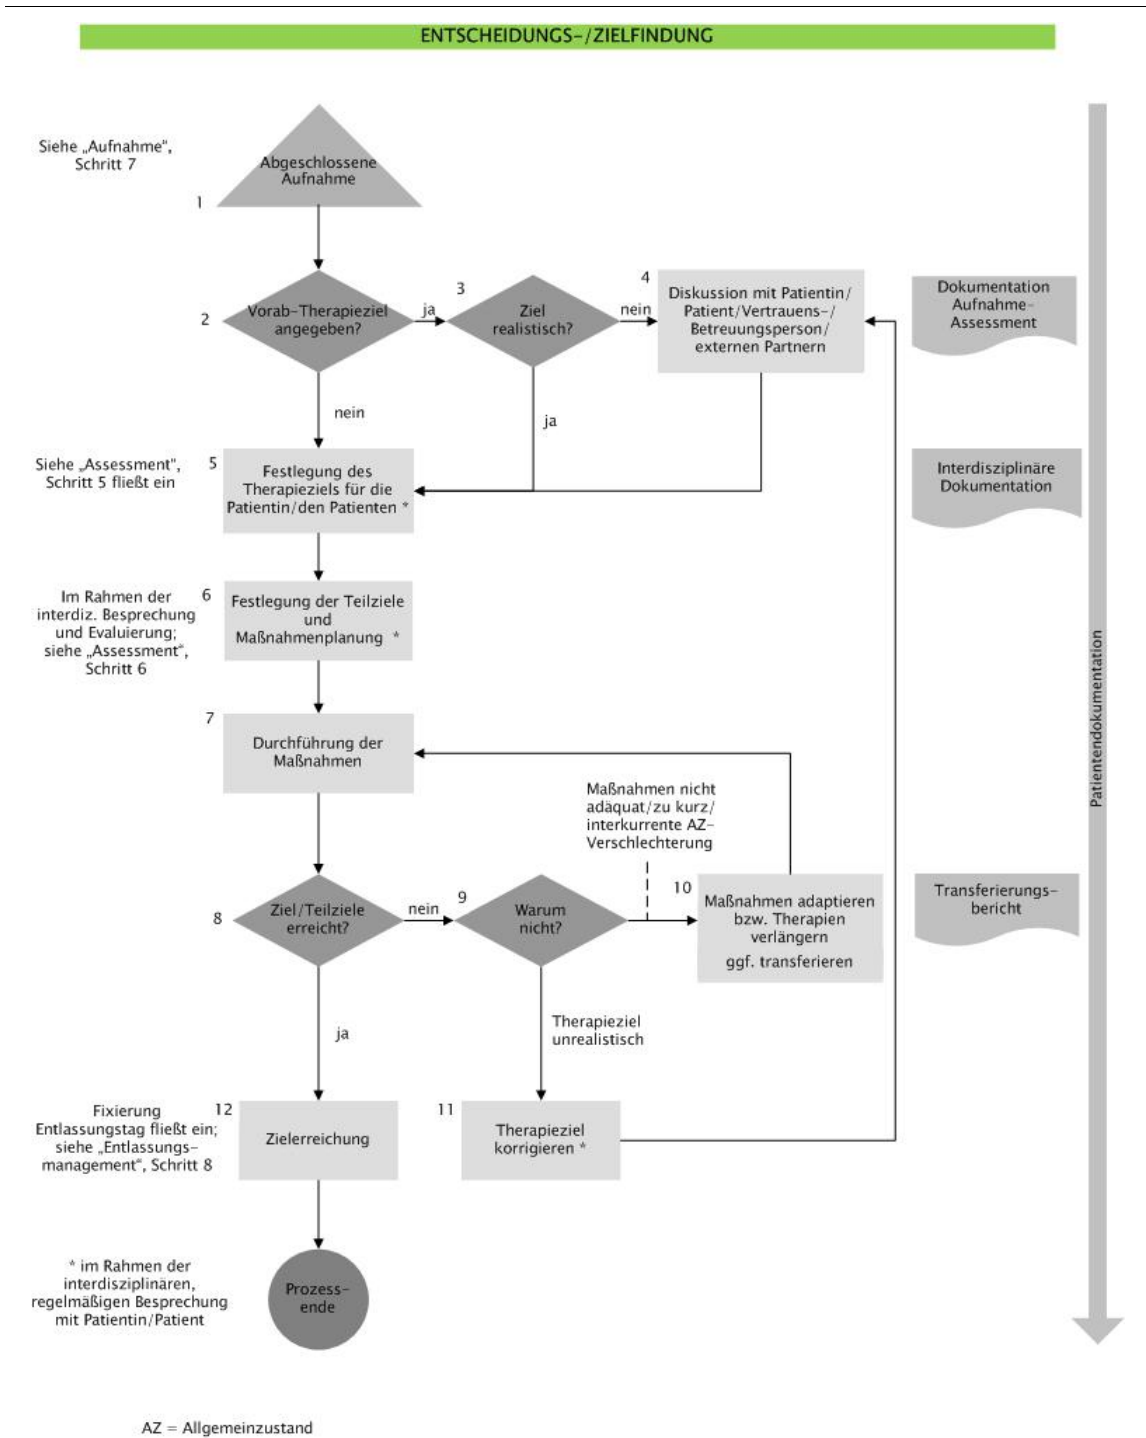 ENTSCHEIDUNGS-/ZIELFINDUNG
Siehe „Aufnahme“,
Schritt 7
Abgeschlossene
Aufnahme
1
2
Vorab-Therapieziel
angegeben?
ja
3
Ziel
realistisch?
nein
4
Diskussion mit Patientin/
Patient/Vertrauens-/
Betreuungsperson/
externen Partnern
Dokumentation
Aufnahme-
Assessment
nein
ja
Siehe „Assessment“,
Schritt 5 fließt ein
5
Festlegung des
Therapieziels für die
Patientin/den Patienten *
Interdisziplinäre
Dokumentation
Im Rahmen der
interdiz. Besprechung
und Evaluierung;
siehe „Assessment“,
Schritt 6
6
Festlegung der Teilziele
und
Maßnahmenplanung *
Patientendokumentation
7
Durchführung der
Maßnahmen
Maßnahmen nicht
adäquat/zu kurz/
interkurrente AZ-
Verschlechterung
8
Ziel/Teilziele
erreicht?
nein
9
Warum
nicht?
10
Maßnahmen adaptieren
bzw. Therapien
verlängern
ggf. transferieren
Transferierungs-
bericht
ja
Therapieziel
unrealistisch
Fixierung
Entlassungstag fließt ein;
siehe „Entlassungs-
management“, Schritt 8
12
Zielerreichung
11
Therapieziel
korrigieren *
* im Rahmen der
interdisziplinären,
regelmäßigen Besprechung
mit Patientin/Patient
Prozess-
ende
AZ = Allgemeinzustand